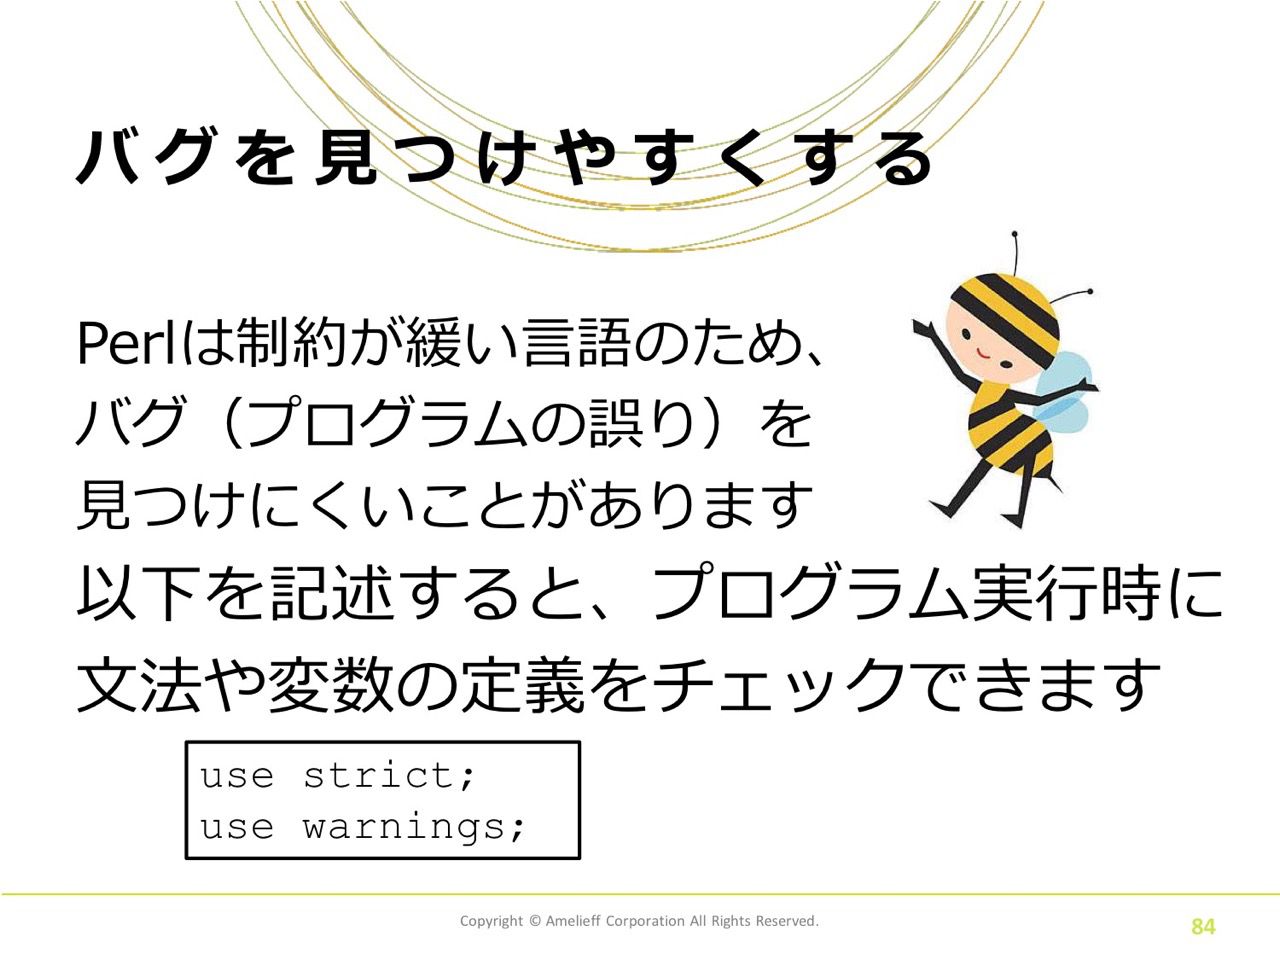 バグを見つけやすくする
Perlは制約が緩い言語のため、
バグ（プログラムの誤り）を
見つけにくいことがあります
以下を記述すると、プログラム実行時に
文法や変数の定義をチェックできます
use strict;
use warnings;
Copyright © Amelieff Corporation All Rights Reserved.
84